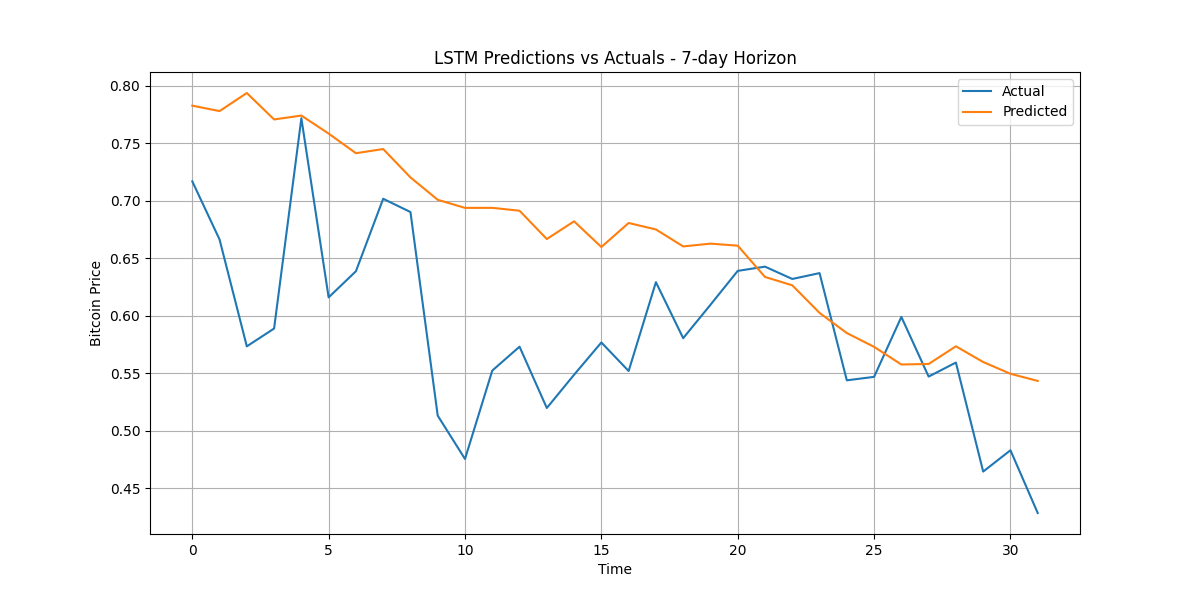 LSTM Predictions vs Actuals - 7-day Horizon
Actual
Predicted
Bitcoin Price
0.80
0.75
0.70
0.65
0.60
0.55
0.50
0.45
0 5 10 15 20 25 30
Time